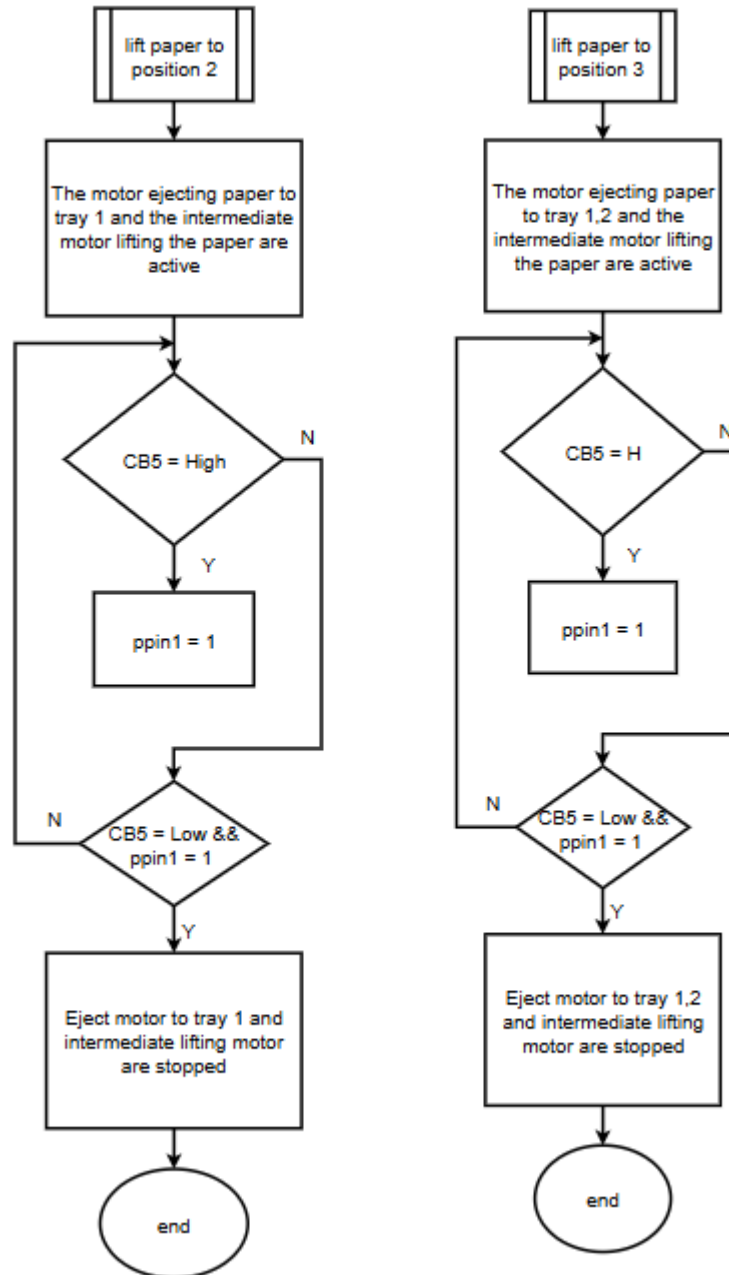 lift paper to
position 2
The motor ejecting paper to
tray 1 and the intermediate
motor lifting the paper are
active
CB5 = High
N
Y
ppin1 = 1
N
CB5 = Low &&
ppin1 = 1
Y
Eject motor to tray 1 and
intermediate lifting motor
are stopped
end
lift paper to
position 3
The motor ejecting paper
to tray 1,2 and the
intermediate motor lifting
the paper are active
CB5 = H
N
Y
ppin1 = 1
N
CB5 = Low &&
ppin1 = 1
Y
Eject motor to tray 1,2
and intermediate lifting
motor are stopped
end